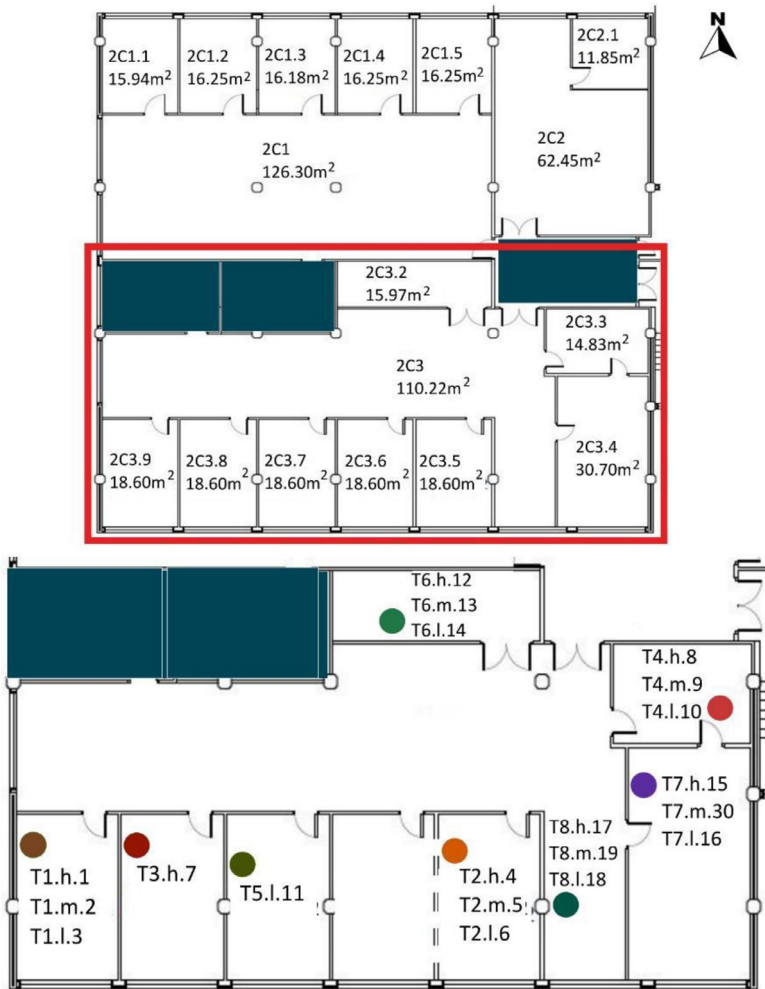 N
2C1.1
15.94m²
2C1.2
16.25m²
2C1.3
16.18m²
2C1.4
16.25m²
2C1.5
16.25m²
2C2.1
11.85m²
2C1
126.30m²
2C2
62.45m²
2C3.2
15.97m²
2C3.3
14.83m²
2C3
110.22m²
2C3.9
18.60m²
2C3.8
18.60m²
2C3.7
18.60m²
2C3.6
18.60m²
2C3.5
18.60m²
2C3.4
30.70m²
T6.h.12
T6.m.13
T6.l.14
T4.h.8
T4.m.9
T4.l.10
T7.h.15
T7.m.30
T7.l.16
T8.h.17
T8.m.19
T8.l.18
T1.h.1
T1.m.2
T1.l.3
T3.h.7
T5.l.11
T2.h.4
T2.m.5
T2.l.6